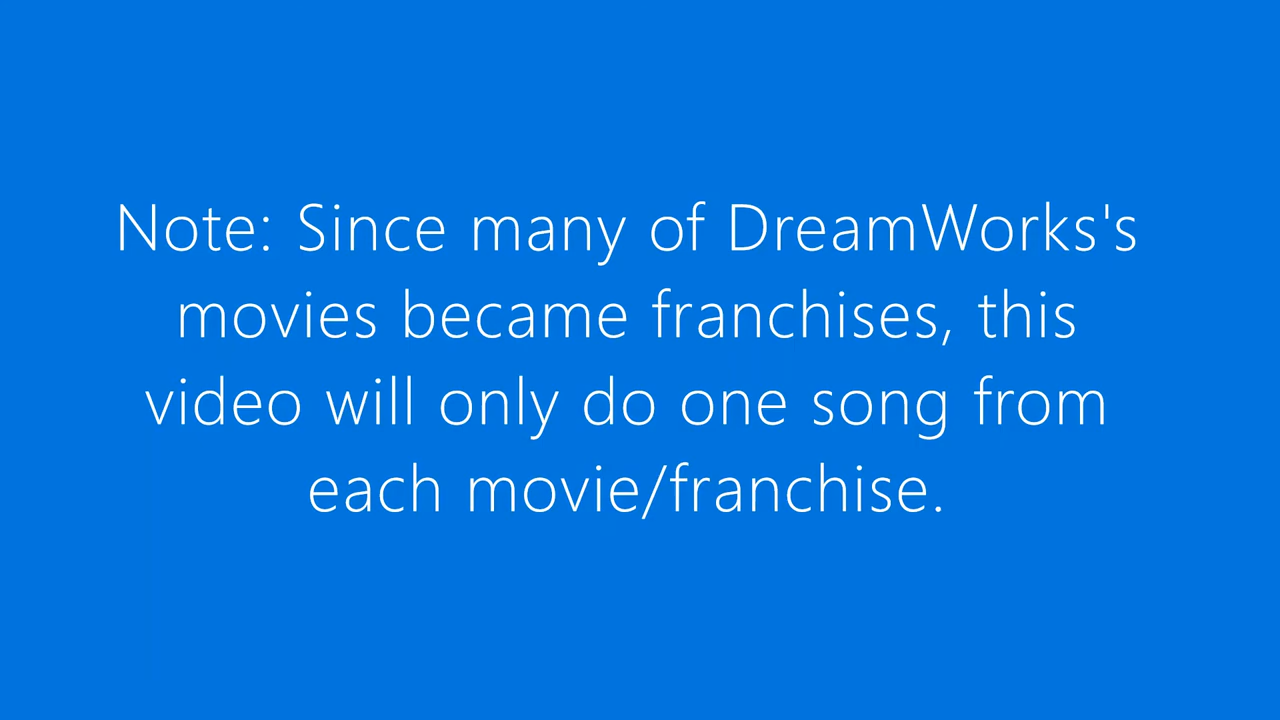 Note: Since many of DreamWorks's
movies became franchises, this
video will only do one song from
each movie/franchise.